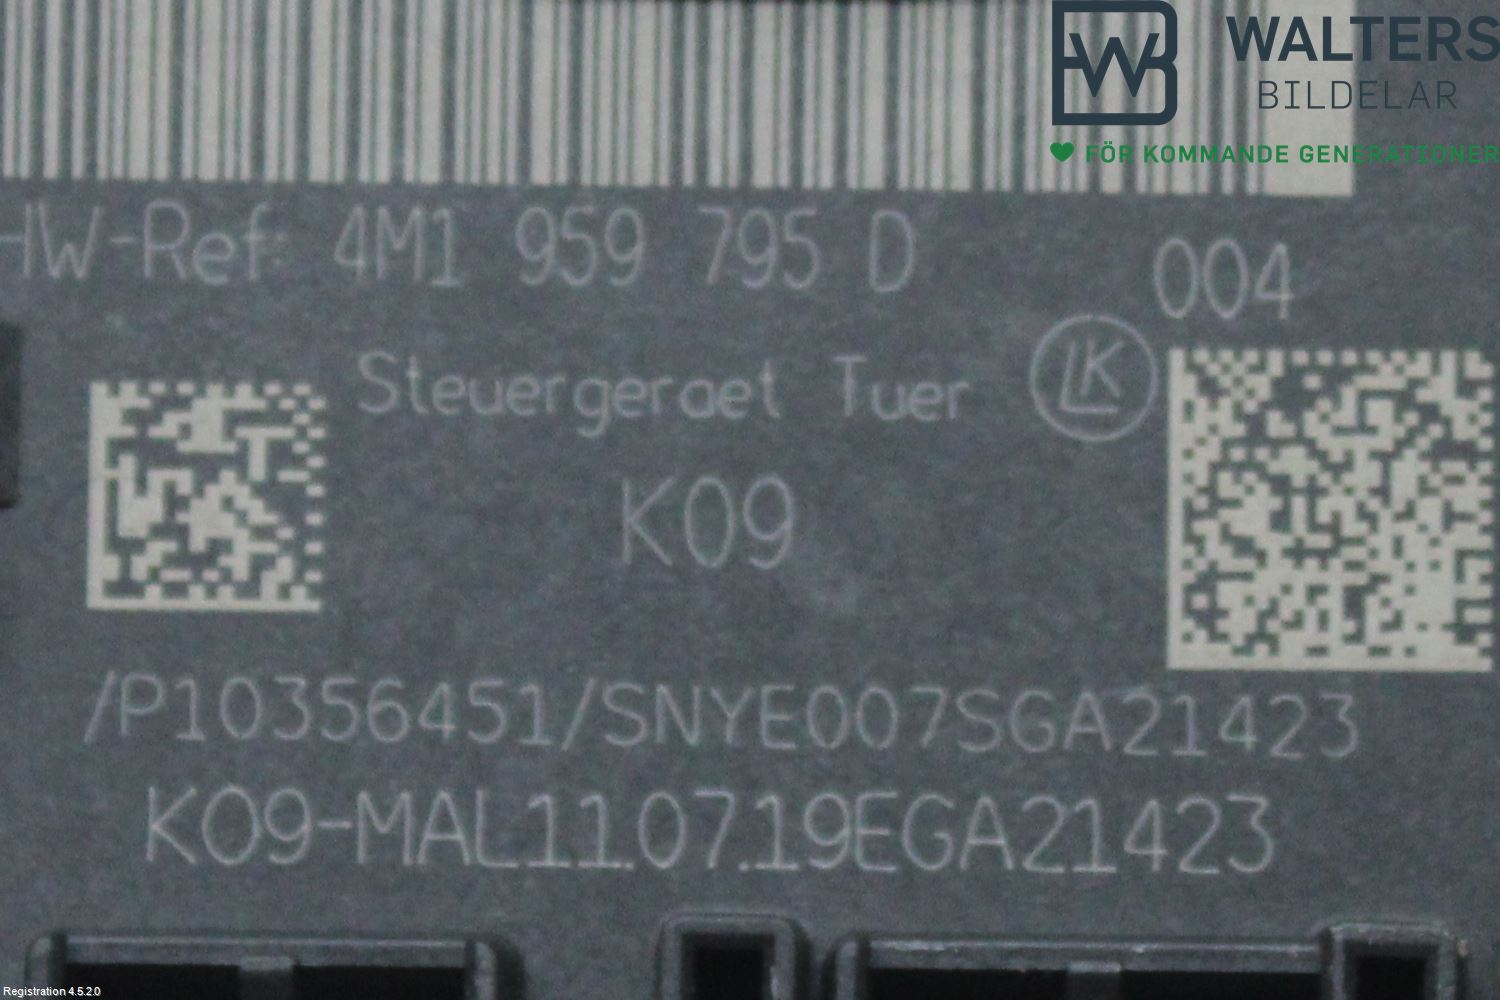 WALTERS
BILDELAR
FÖR KOMMANDE GENERATIONER
HW-Ref: 4M1 959 795 D 004
Steuergeraet Tuer LK
K09
/P10356451/SNYE007SGA21423
K09-MAL11.07.19EGA21423
Registration 4.5.2.0